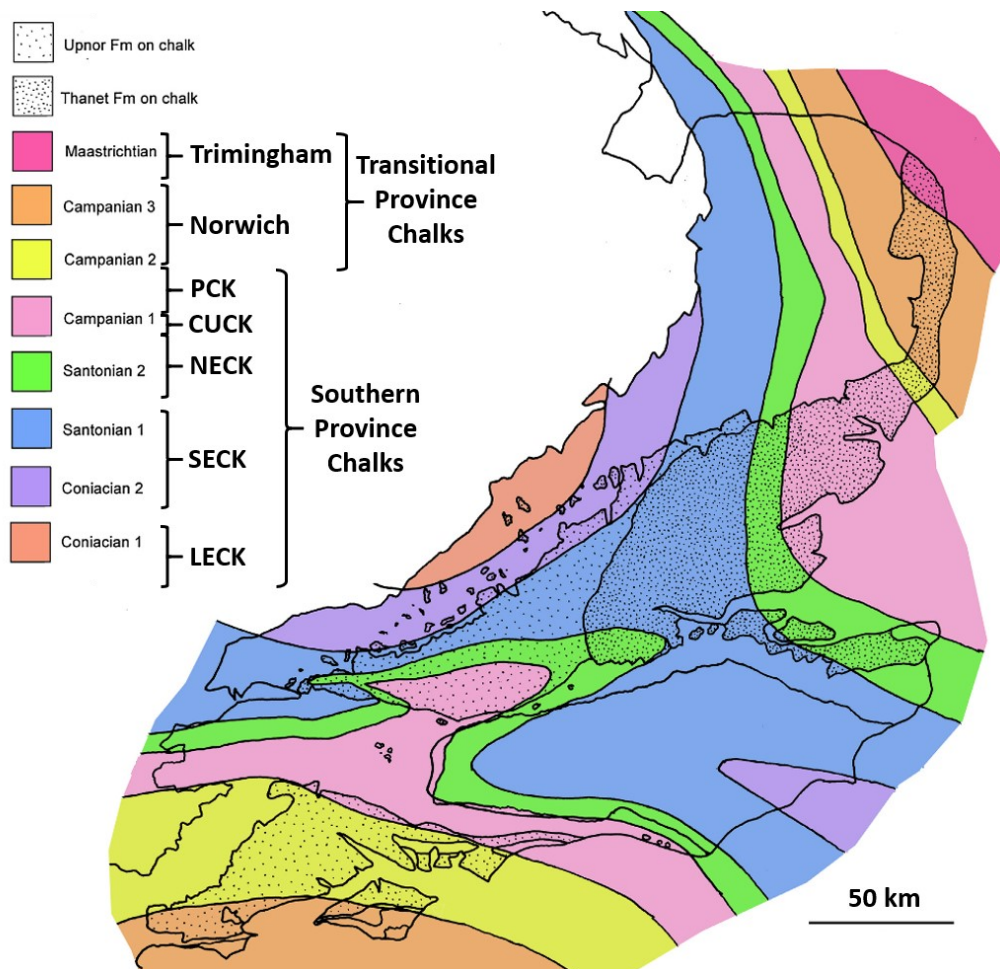 Upnor Fm on chalk
Thanet Fm on chalk
Maastrichtian
Trimingham
Campanian 3
Norwich
Campanian 2
Transitional
Province
Chalks
PCK
Campanian 1
CUCK
Santonian 2
NECK
Santonian 1
SECK
Coniacian 2
Coniacian 1
LECK
Southern
Province
Chalks
50 km